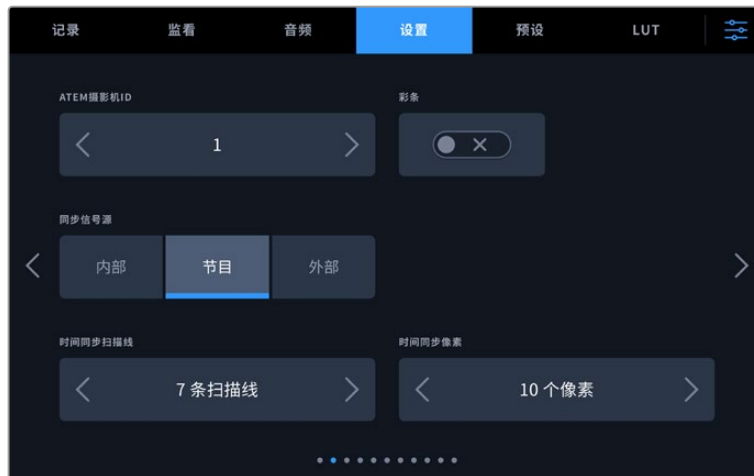 记录 监看 音频 设置 预设 LUT
ATEM摄影机ID 彩条
1
同步信号源
内部 节目 外部
时间同步扫描线 时间同步像素
7 条扫描线 10 个像素